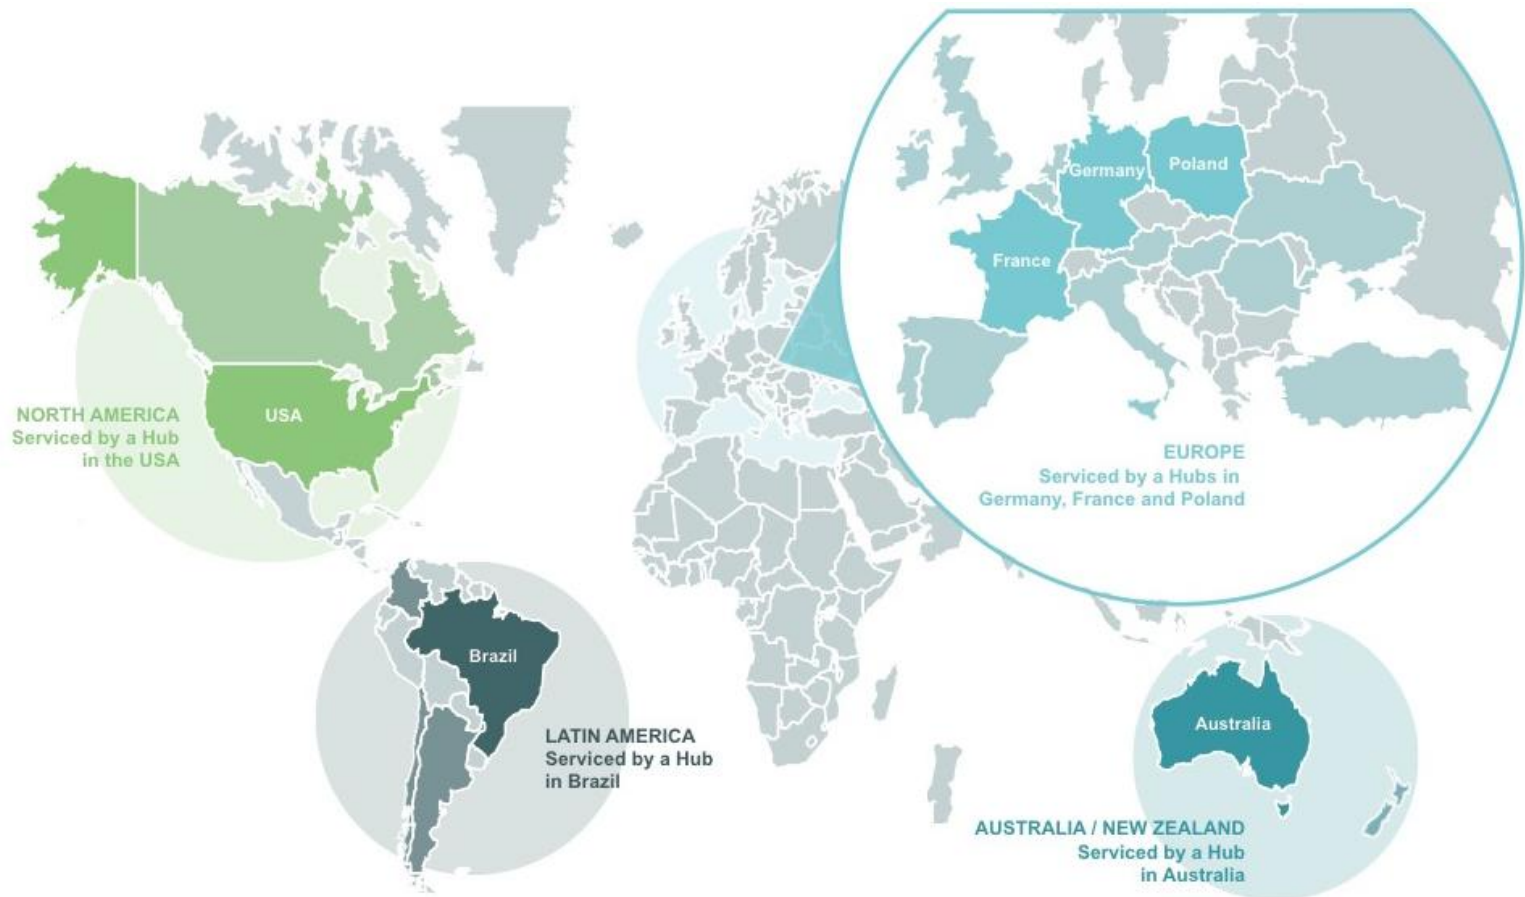 Germany
Poland
France
NORTH AMERICA
Serviced by a Hub
in the USA
USA
EUROPE
Serviced by a Hubs in
Germany, France and Poland
Brazil
LATIN AMERICA
Serviced by a Hub
in Brazil
Australia
AUSTRALIA / NEW ZEALAND
Serviced by a Hub
in Australia